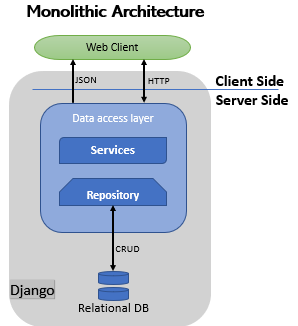 Monolithic Architecture
Web Client
JSON
HTTP
Client Side
Server Side
Data access layer
Services
Repository
CRUD
Django
Relational DB